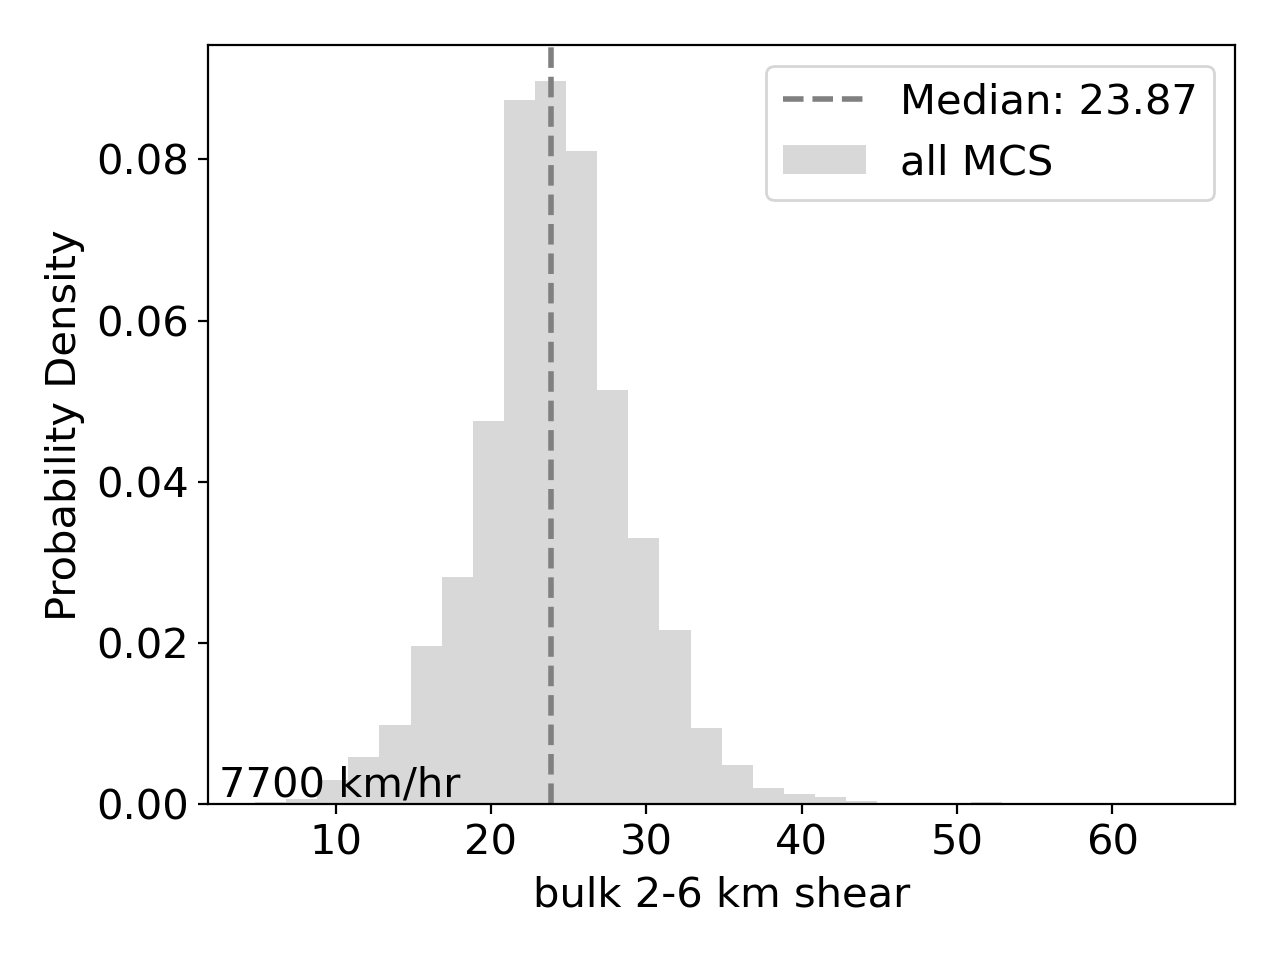 Median: 23.87
all MCS
Probability Density
0.08
0.06
0.04
0.02
0.00
7700 km/hr
10 20 30 40 50 60
bulk 2-6 km shear